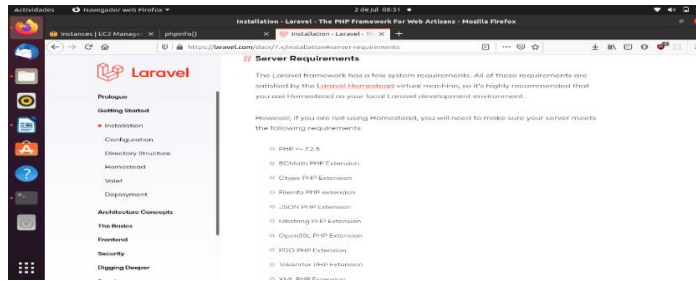 Actividades
Navegador web Firefox
2 de jul 08:51
Installation - Laravel - The PHP Framework For Web Artisans - Mozilla Firefox
Instances | EC2 Manager
phpinfo()
Installation - Laravel - Th
https://laravel.com/docs/7.x/installation#server-requirements
Laravel
Prologue
Getting Started
Installation
Configuration
Directory Structure
Homestead
Valet
Deployment
Architecture Concepts
The Basics
Frontend
Security
Digging Deeper
# Server Requirements
The Laravel framework has a few system requirements. All of these requirements are
satisfied by the Laravel Homestead virtual machine, so it's highly recommended that
you use Homestead as your local Laravel development environment.
However, if you are not using Homestead, you will need to make sure your server meets
the following requirements:
PHP >= 7.2.5
BCMath PHP Extension
Ctype PHP Extension
Fileinfo PHP extension
JSON PHP Extension
Mbstring PHP Extension
OpenSSL PHP Extension
PDO PHP Extension
Tokenizer PHP Extension
XML PHP Extension